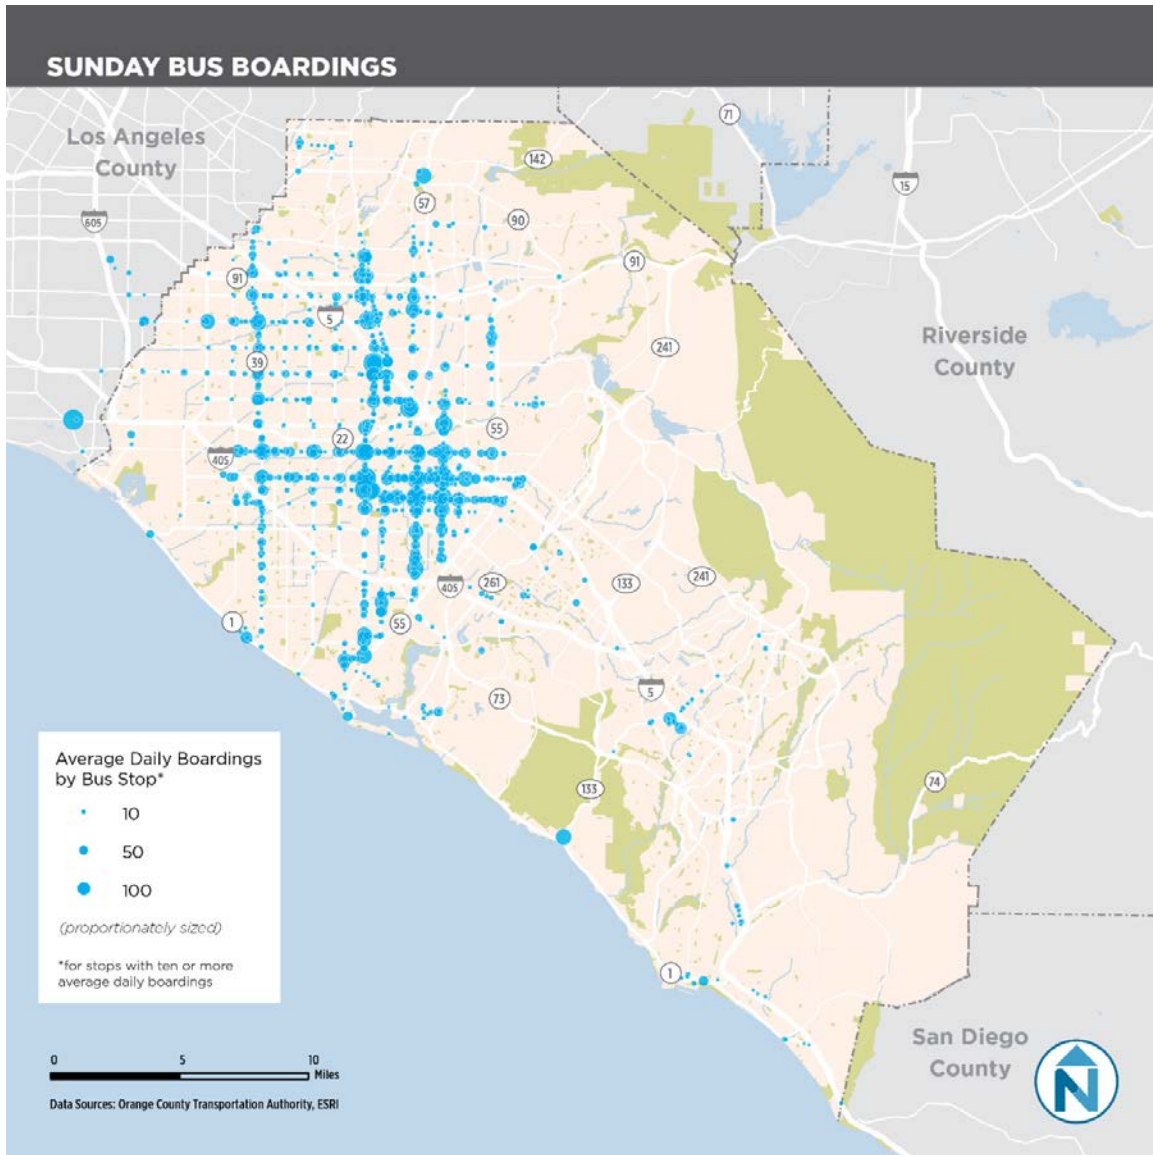 SUNDAY BUS BOARDINGS
Los Angeles
County
71
142
15
605
57
90
91
91
5
241
Riverside
County
39
22
55
405
405
261
133
241
1
55
5
73
133
74
1
Average Daily Boardings
by Bus Stop*
10
50
100
(proportionately sized)
*for stops with ten or more
average daily boardings
0 5 10
Miles
Data Sources: Orange County Transportation Authority, ESRI
San Diego
County
N